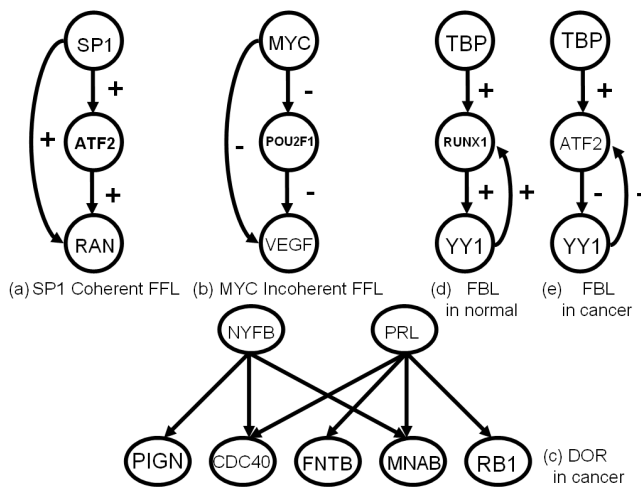 SP1
+
ATF2
+
+
RAN
(a) SP1 Coherent FFL
MYC
-
POU2F1
-
-
VEGF
(b) MYC Incoherent FFL
TBP
+
RUNX1
+
+
YY1
(d) FBL
in normal
TBP
+
ATF2
-
-
YY1
(e) FBL
in cancer
NYFB
PRL
PIGN
CDC40
FNTB
MNAB
RB1
(c) DOR
in cancer